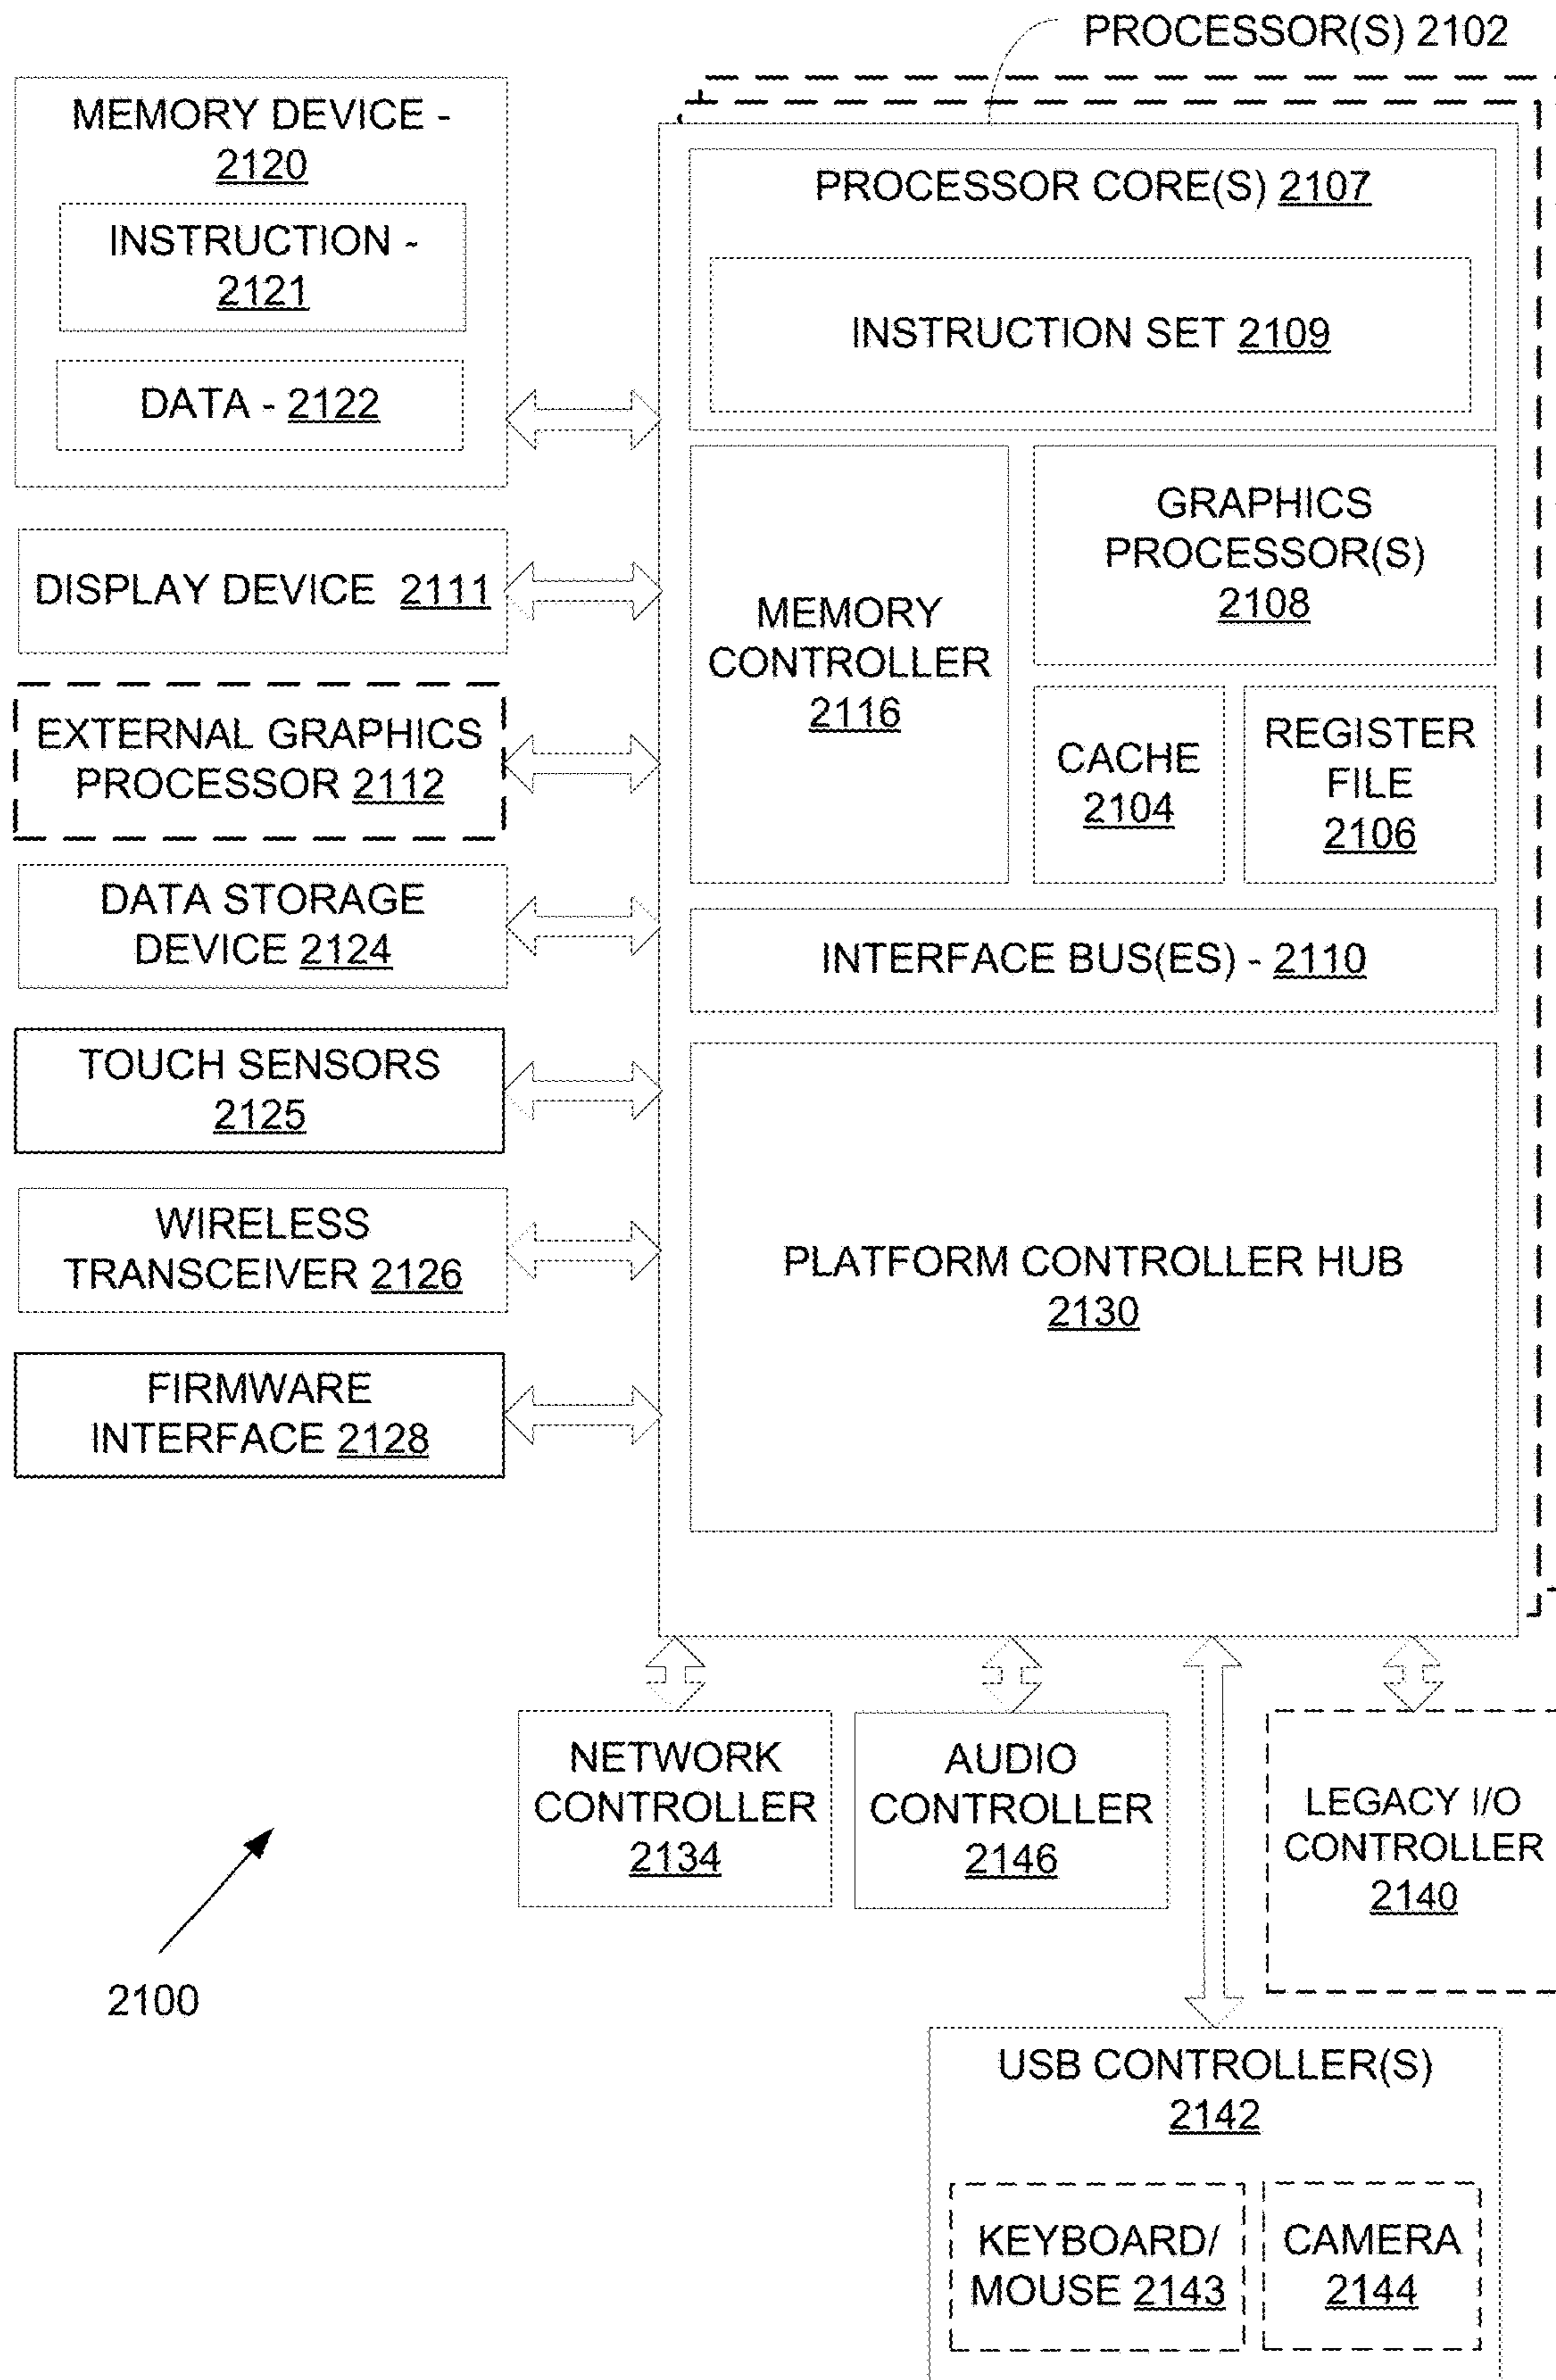 PROCESSOR(S) 2102
MEMORY DEVICE -
2120
INSTRUCTION -
2121
DATA - 2122
DISPLAY DEVICE 2111
EXTERNAL GRAPHICS
PROCESSOR 2112
DATA STORAGE
DEVICE 2124
TOUCH SENSORS
2125
WIRELESS
TRANSCEIVER 2126
FIRMWARE
INTERFACE 2128
PROCESSOR CORE(S) 2107
INSTRUCTION SET 2109
MEMORY
CONTROLLER
2116
GRAPHICS
PROCESSOR(S)
2108
CACHE
2104
REGISTER
FILE
2106
INTERFACE BUS(ES) - 2110
PLATFORM CONTROLLER HUB
2130
NETWORK
CONTROLLER
2134
AUDIO
CONTROLLER
2146
LEGACY I/O
CONTROLLER
2140
2100
USB CONTROLLER(S)
2142
KEYBOARD/
MOUSE 2143
CAMERA
2144